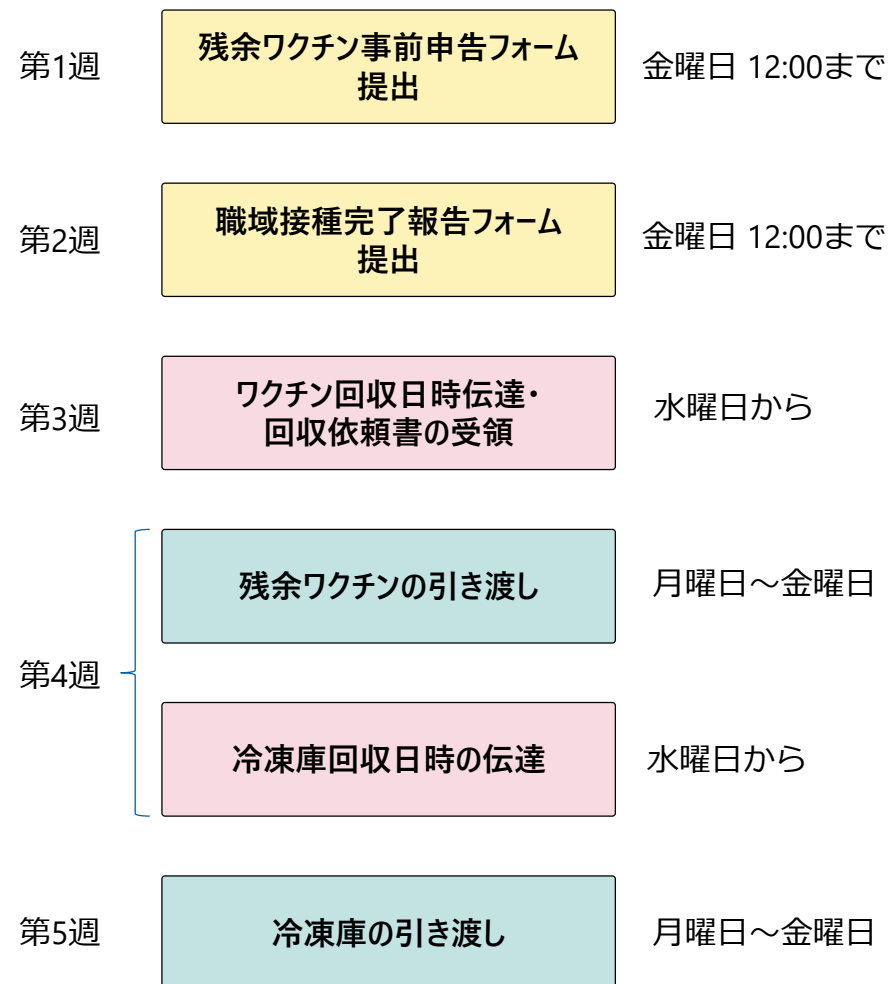 第1週
残余ワクチン事前申告フォーム
提出
金曜日 12:00まで
第2週
職域接種完了報告フォーム
提出
金曜日 12:00まで
第3週
ワクチン回収日時伝達・
回収依頼書の受領
水曜日から
第4週
残余ワクチンの引き渡し
月曜日～金曜日
冷凍庫回収日時の伝達
水曜日から
第5週
冷凍庫の引き渡し
月曜日～金曜日